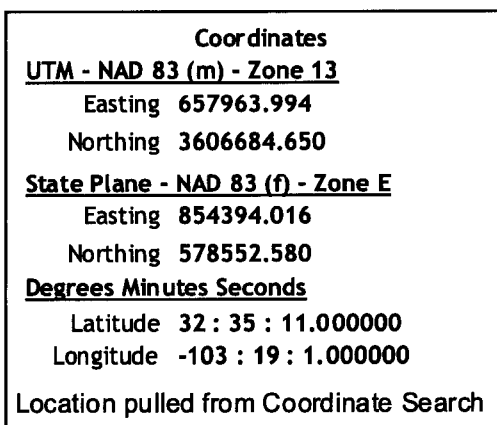 Coordinates
UTM - NAD 83 (m) - Zone 13
Easting 657963.994
Northing 3606684.650
State Plane - NAD 83 (f) - Zone E
Easting 854394.016
Northing 578552.580
Degrees Minutes Seconds
Latitude 32 : 35 : 11.000000
Longitude -103 : 19 : 1.000000
Location pulled from Coordinate Search